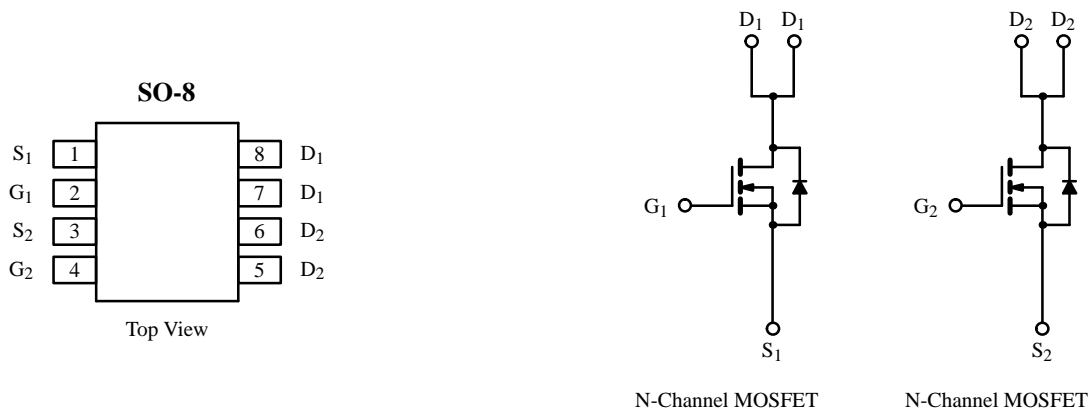 SO-8
S1 1 8 D1
G1 2 7 D1
S2 3 6 D2
G2 4 5 D2
Top View
D1 D1
G1
S1
N-Channel MOSFET
D2 D2
G2
S2
N-Channel MOSFET